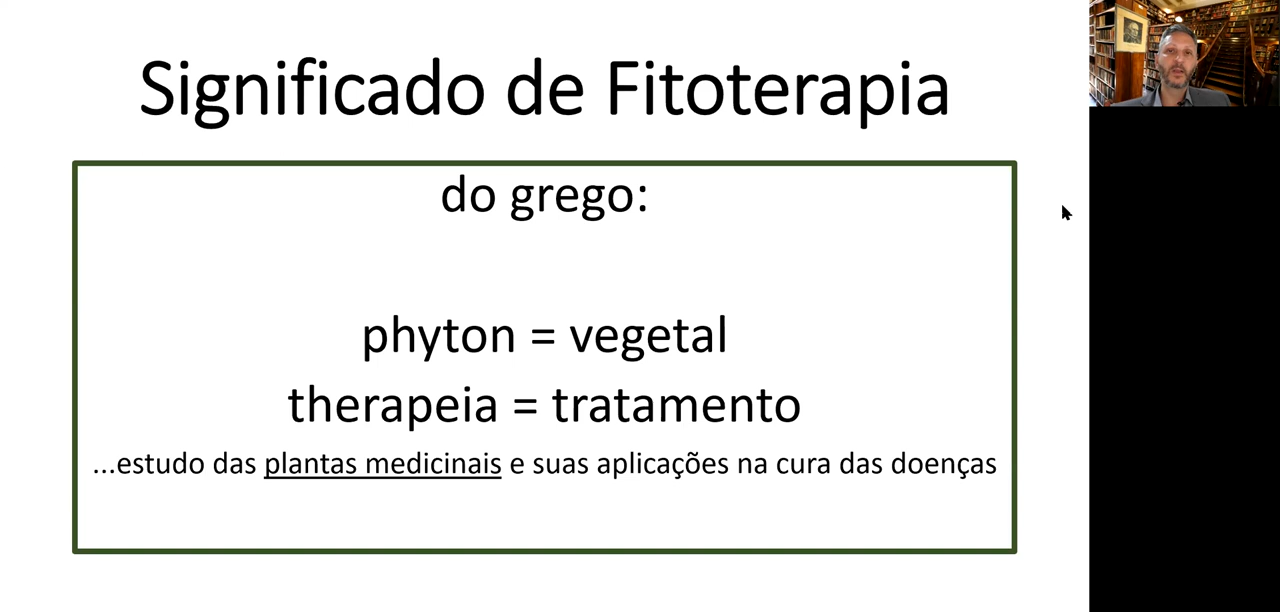 Significado de Fitoterapia
do grego:
phyton = vegetal
therapeia = tratamento
...estudo das plantas medicinais e suas aplicações na cura das doenças